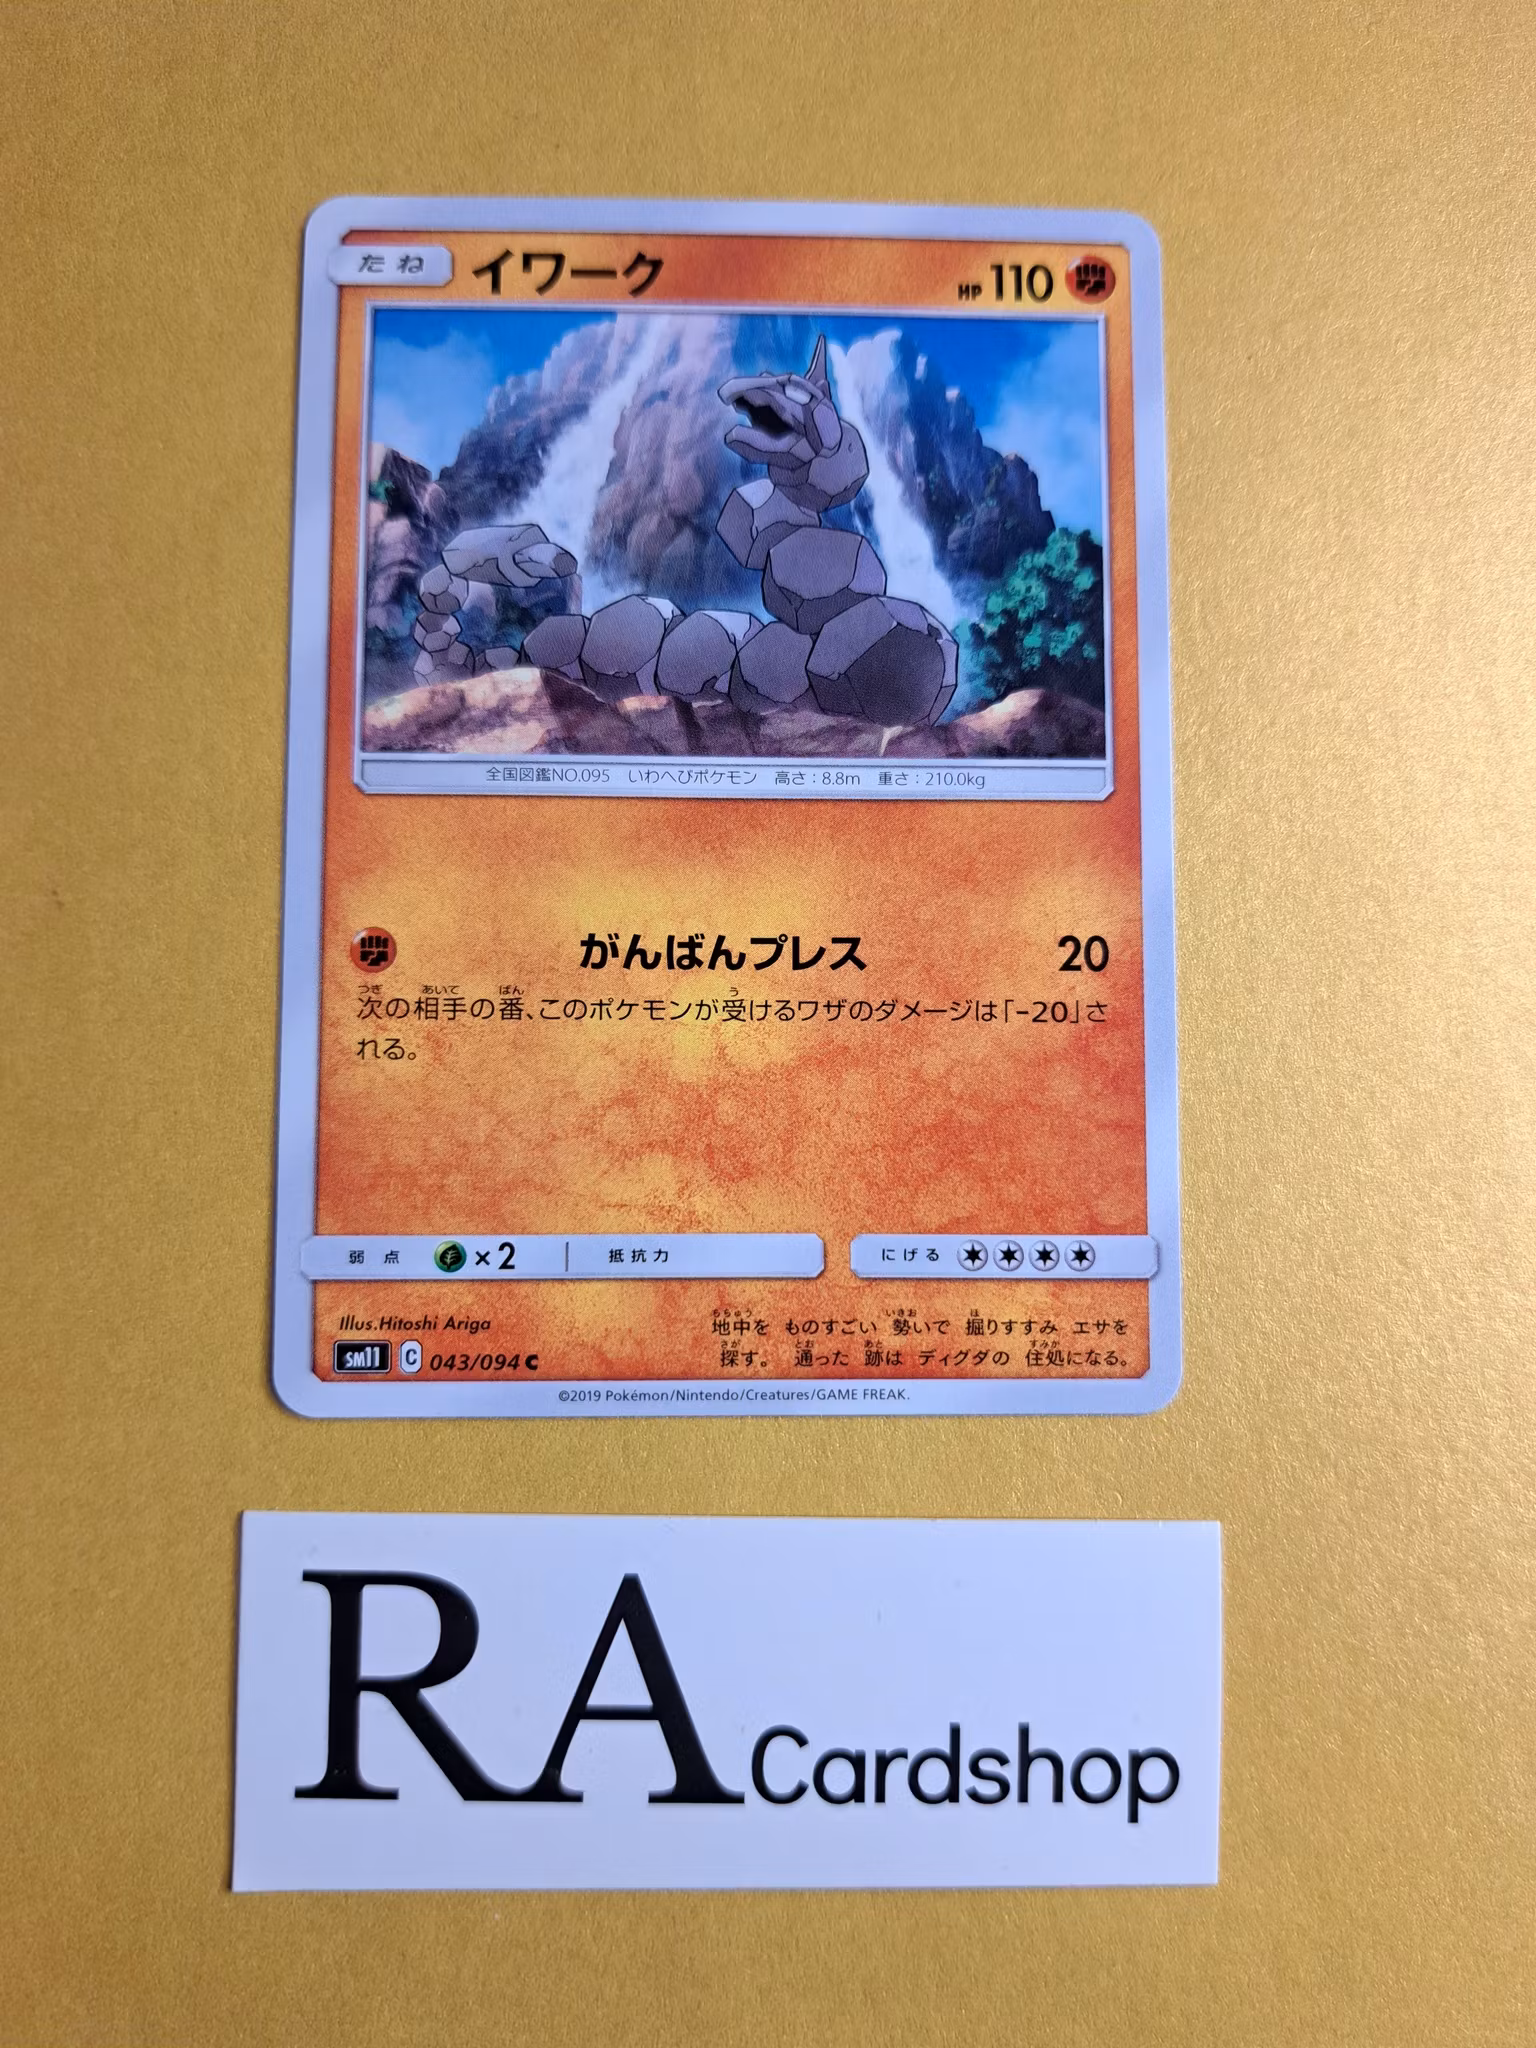 たね イワーク HP 110
全国図鑑NO.095 いわへびポケモン 高さ:8.8m 重さ:210.0kg
がんばんプレス 20
次の相手の番、このポケモンが受けるワザのダメージは「-20」さ
れる。
弱点 ×2 抵抗力 にげる
Illus.Hitoshi Ariga
地中を ものすごい 勢いで 掘りすすみ エサを
探す。 通った 跡は ディグダの 住処になる。
SM11 C 043/094 C
©2019 Pokémon/Nintendo/Creatures/GAME FREAK.
RA Cardshop